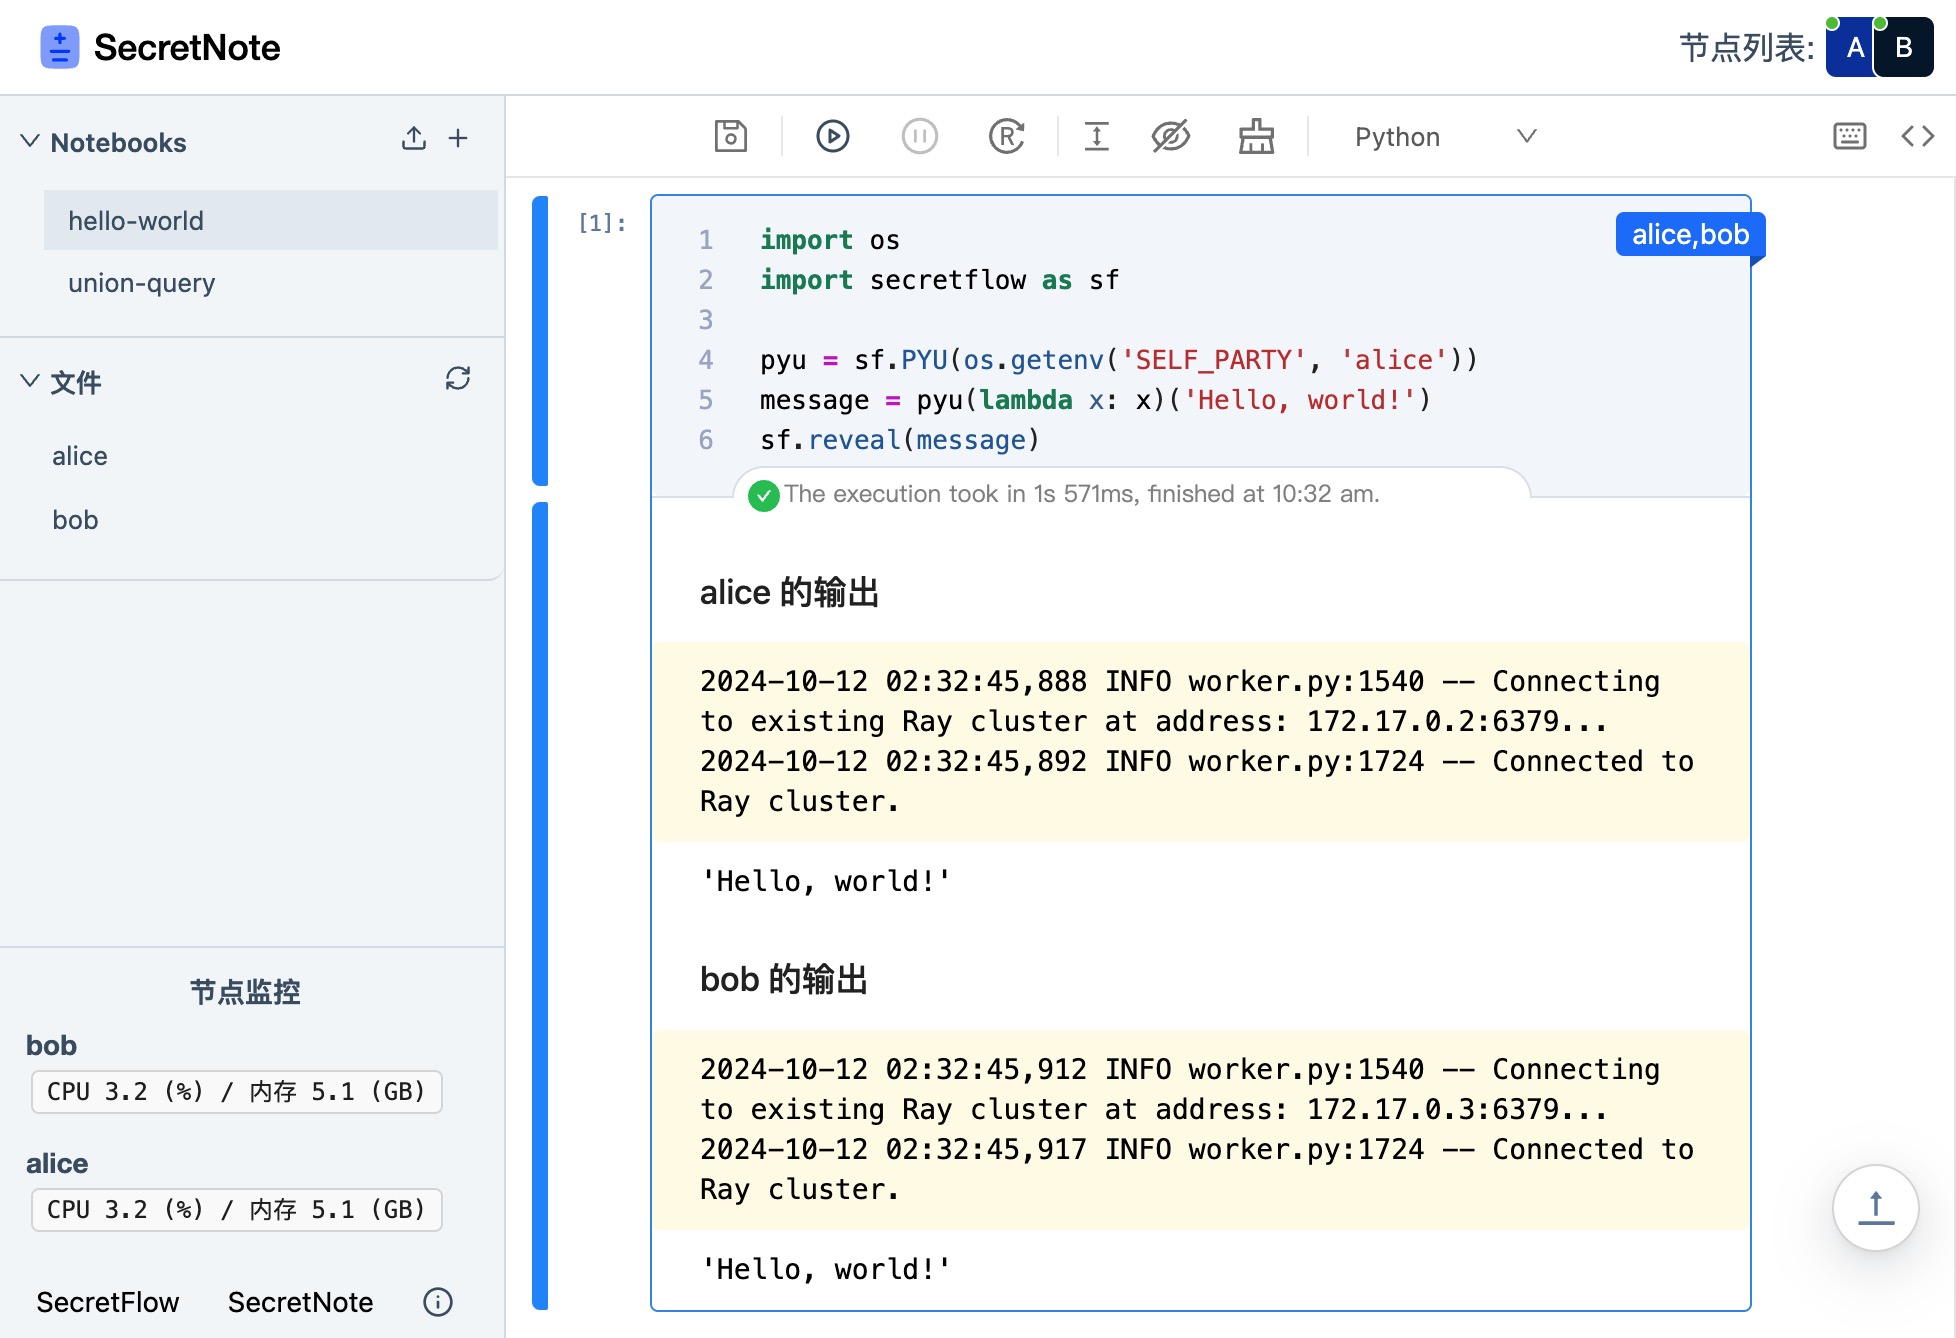 SecretNote
节点列表:
A
B
Notebooks
hello-world
union-query
文件
alice
bob
节点监控
bob
CPU 3.2 (%) / 内存 5.1 (GB)
alice
CPU 3.2 (%) / 内存 5.1 (GB)
SecretFlow
SecretNote
Python
[1]:
alice,bob
1 import os
2 import secretflow as sf
3
4 pyu = sf.PYU(os.getenv('SELF_PARTY', 'alice'))
5 message = pyu(lambda x: x)('Hello, world!')
6 sf.reveal(message)
The execution took in 1s 571ms, finished at 10:32 am.
alice 的输出
2024-10-12 02:32:45,888 INFO worker.py:1540 -- Connecting
to existing Ray cluster at address: 172.17.0.2:6379...
2024-10-12 02:32:45,892 INFO worker.py:1724 -- Connected to
Ray cluster.
'Hello, world!'
bob 的输出
2024-10-12 02:32:45,912 INFO worker.py:1540 -- Connecting
to existing Ray cluster at address: 172.17.0.3:6379...
2024-10-12 02:32:45,917 INFO worker.py:1724 -- Connected to
Ray cluster.
'Hello, world!'